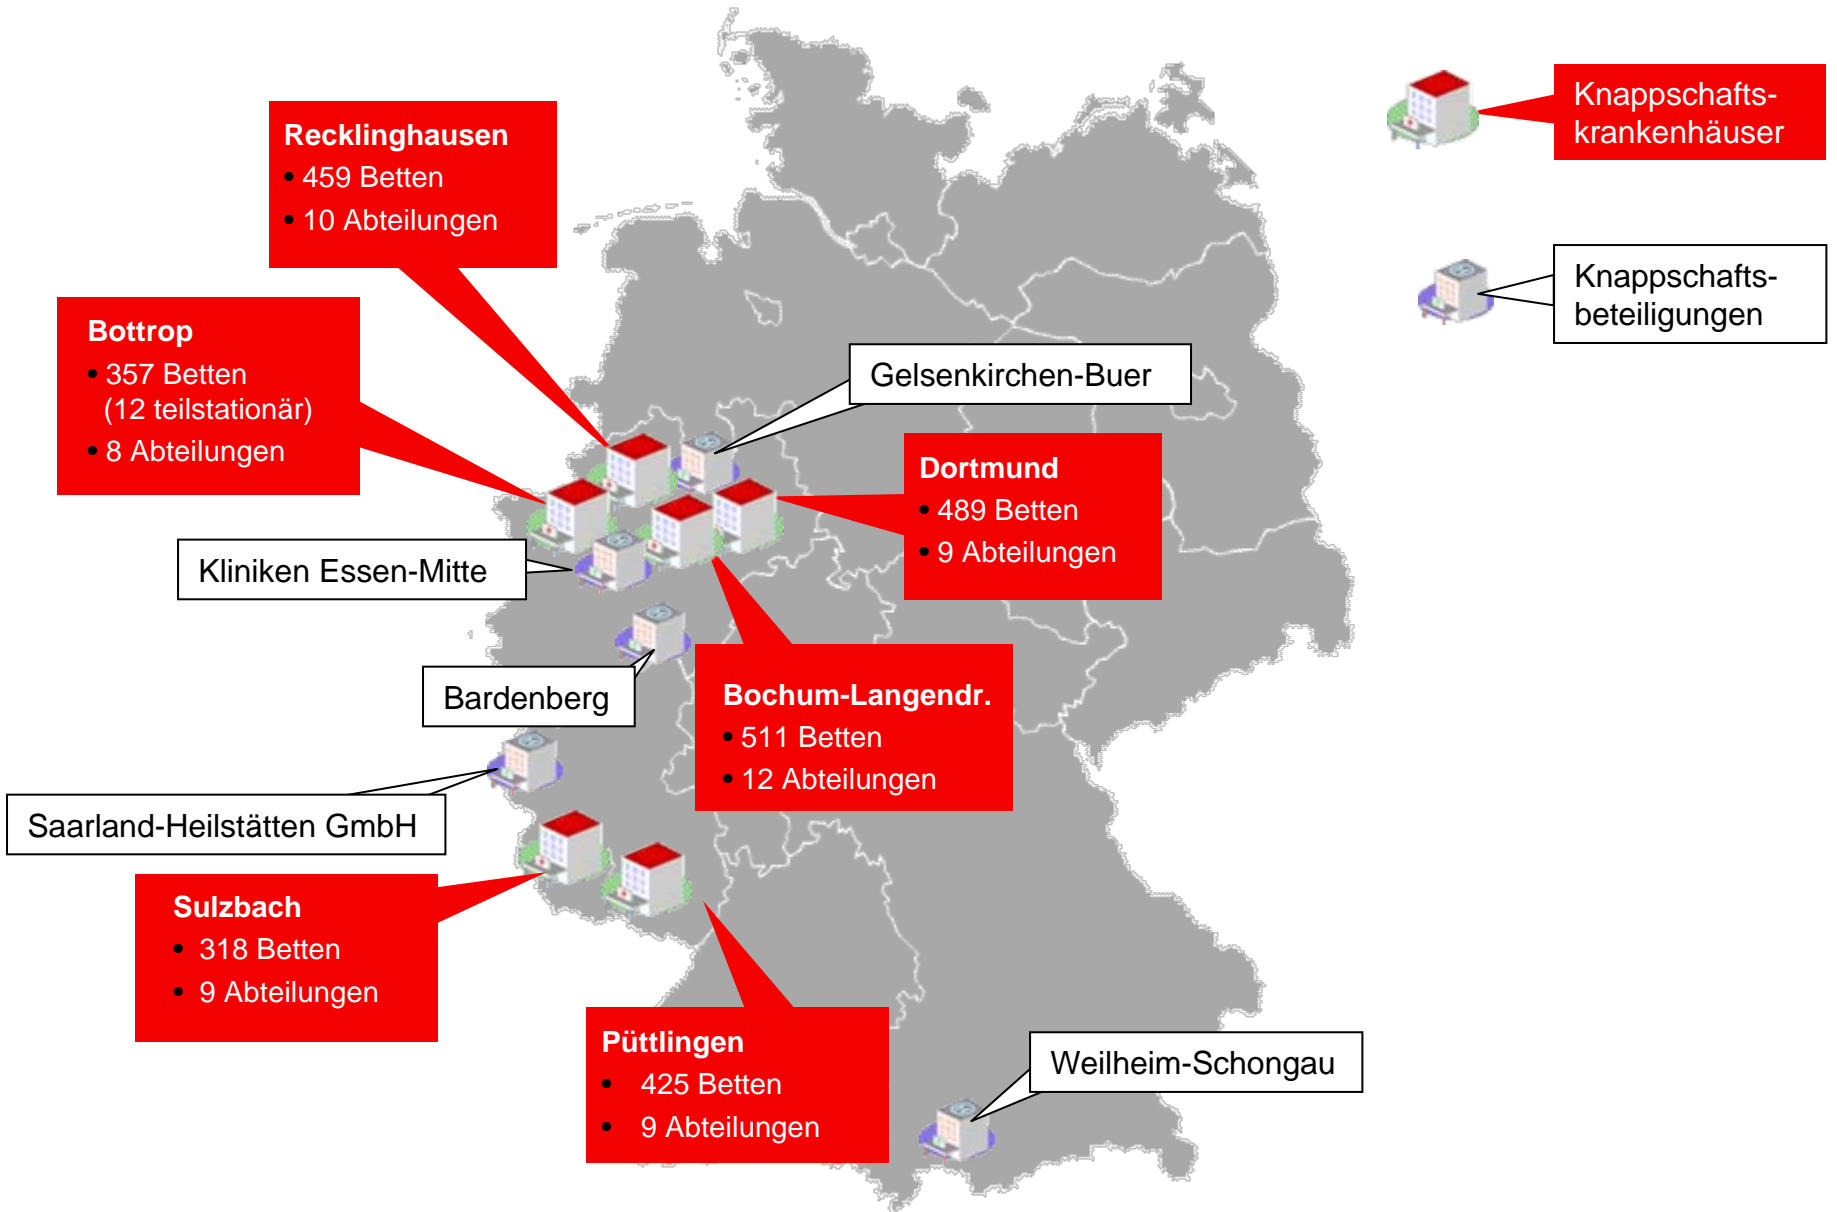 Knappschafts-
krankenhäuser
Recklinghausen
• 459 Betten
• 10 Abteilungen
Knappschafts-
beteiligungen
Bottrop
• 357 Betten
(12 teilstationär)
• 8 Abteilungen
Gelsenkirchen-Buer
Dortmund
• 489 Betten
• 9 Abteilungen
Kliniken Essen-Mitte
Bardenberg
Bochum-Langendr.
• 511 Betten
• 12 Abteilungen
Saarland-Heilstätten GmbH
Sulzbach
• 318 Betten
• 9 Abteilungen
Püttlingen
• 425 Betten
• 9 Abteilungen
Weilheim-Schongau